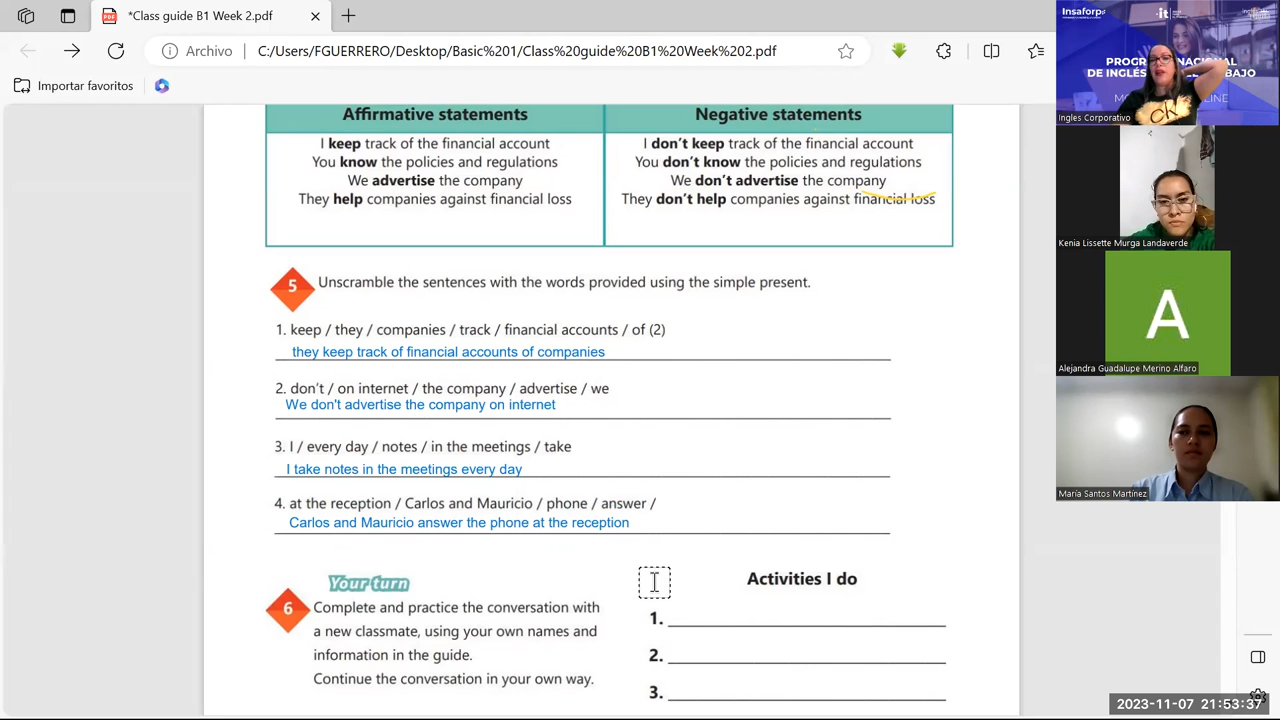 *Class guide B1 Week 2.pdf
Archivo
C:/Users/FGUERRERO/Desktop/Basic%201/Class%20guide%20B1%20Week%202.pdf
Importar favoritos
Affirmative statements
Negative statements
I keep track of the financial account
You know the policies and regulations
We advertise the company
They help companies against financial loss
I don't keep track of the financial account
You don't know the policies and regulations
We don't advertise the company
They don't help companies against financial loss
5 Unscramble the sentences with the words provided using the simple present.
1. keep / they / companies / track / financial accounts / of (2)
they keep track of financial accounts of companies
2. don't / on internet / the company / advertise / we
We don't advertise the company on internet
3. I / every day / notes / in the meetings / take
I take notes in the meetings every day
4. at the reception / Carlos and Mauricio / phone / answer /
Carlos and Mauricio answer the phone at the reception
Your turn
6 Complete and practice the conversation with
a new classmate, using your own names and
information in the guide.
Continue the conversation in your own way.
Activities I do
1.
2.
3.
Insaforp
Ingles Corporativo
Kenia Lissette Murga Landaverde
A
Alejandra Guadalupe Merino Alfaro
María Santos Martínez
2023-11-07 21:53:37